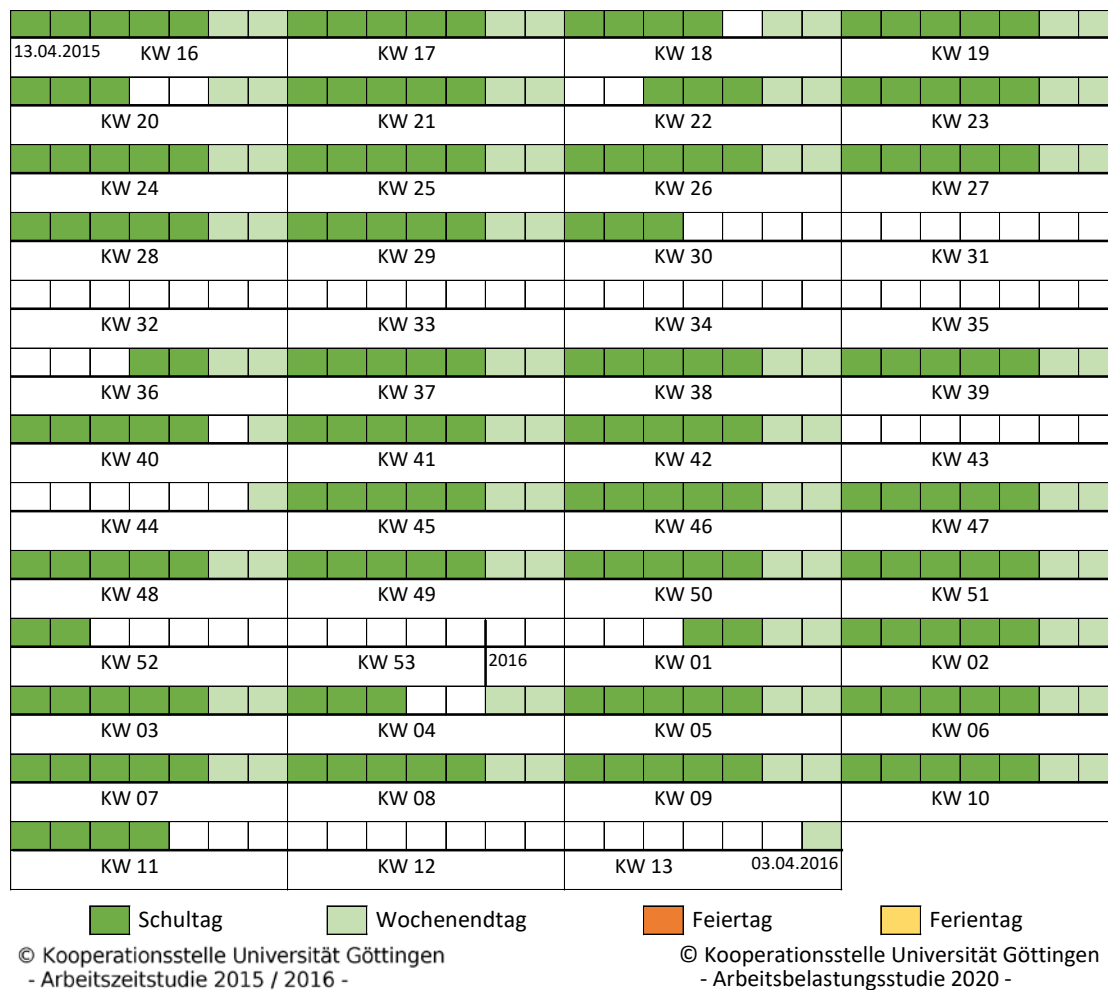 13.04.2015 KW 16 KW 17 KW 18 KW 19
KW 20 KW 21 KW 22 KW 23
KW 24 KW 25 KW 26 KW 27
KW 28 KW 29 KW 30 KW 31
KW 32 KW 33 KW 34 KW 35
KW 36 KW 37 KW 38 KW 39
KW 40 KW 41 KW 42 KW 43
KW 44 KW 45 KW 46 KW 47
KW 48 KW 49 KW 50 KW 51
KW 52 KW 53 2016 KW 01 KW 02
KW 03 KW 04 KW 05 KW 06
KW 07 KW 08 KW 09 KW 10
KW 11 KW 12 KW 13 03.04.2016
Schultag Wochenendtag Feiertag Ferientag
© Kooperationsstelle Universität Göttingen
- Arbeitszeitstudie 2015 / 2016 -
© Kooperationsstelle Universität Göttingen
- Arbeitsbelastungsstudie 2020 -